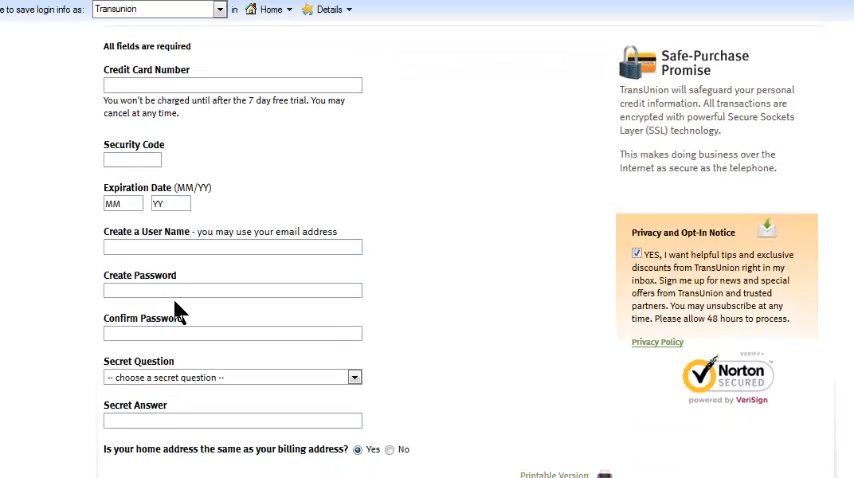 e to save login info as: Transunion in Home Details
All fields are required
Credit Card Number
You won't be charged until after the 7 day free trial. You may
cancel at any time.
Security Code
Expiration Date (MM/YY)
MM YY
Create a User Name - you may use your email address
Create Password
Confirm Password
Secret Question
-- choose a secret question --
Secret Answer
Is your home address the same as your billing address? Yes No
Safe-Purchase
Promise
TransUnion will safeguard your personal
credit information. All transactions are
encrypted with powerful Secure Sockets
Layer (SSL) technology.
This makes doing business over the
Internet as secure as the telephone.
Privacy and Opt-In Notice
YES, I want helpful tips and exclusive
discounts from TransUnion right in my
inbox. Sign me up for news and special
offers from TransUnion and trusted
partners. You may unsubscribe at any
time. Please allow 48 hours to process.
Privacy Policy
VERIFY
Norton
SECURED
powered by VeriSign
Printable Version